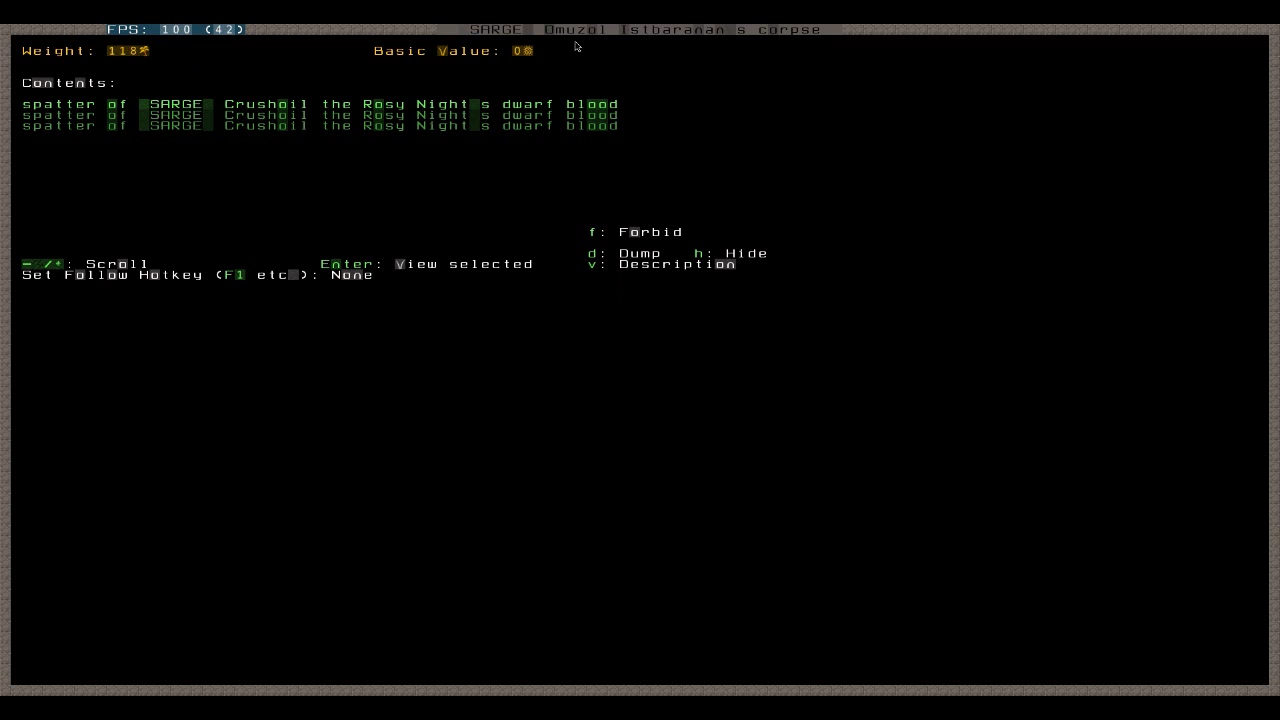 FPS: 100 (42) SARGE Omuzol Istbaranan s corpse
Weight: 118 Basic Value: 0
Contents:
spatter of SARGE Crushoil the Rosy Night s dwarf blood
spatter of SARGE Crushoil the Rosy Night s dwarf blood
spatter of SARGE Crushoil the Rosy Night s dwarf blood
f: Forbid
d: Dump h: Hide
- /*: Scroll Enter: View selected v: Description
Set Follow Hotkey (F1 etc ): None